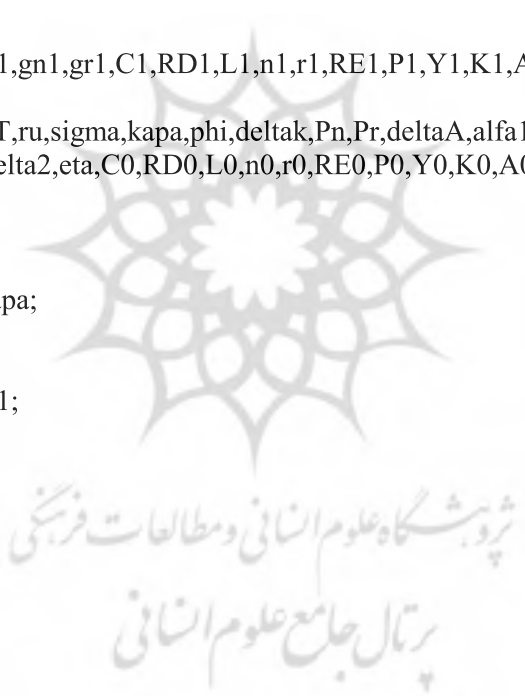 1,gn1,gr1,C1,RD1,L1,n1,r1,RE1,P1,Y1,K1,A
T,ru,sigma,kapa,phi,deltak,Pn,Pr,deltaA,alfa1
elta2,eta,C0,RD0,L0,n0,r0,RE0,P0,Y0,K0,A0
apa;
1;
پژوهشگاه علوم انسانی و مطالعات فرهنگی
پرتال جامع علوم انسانی